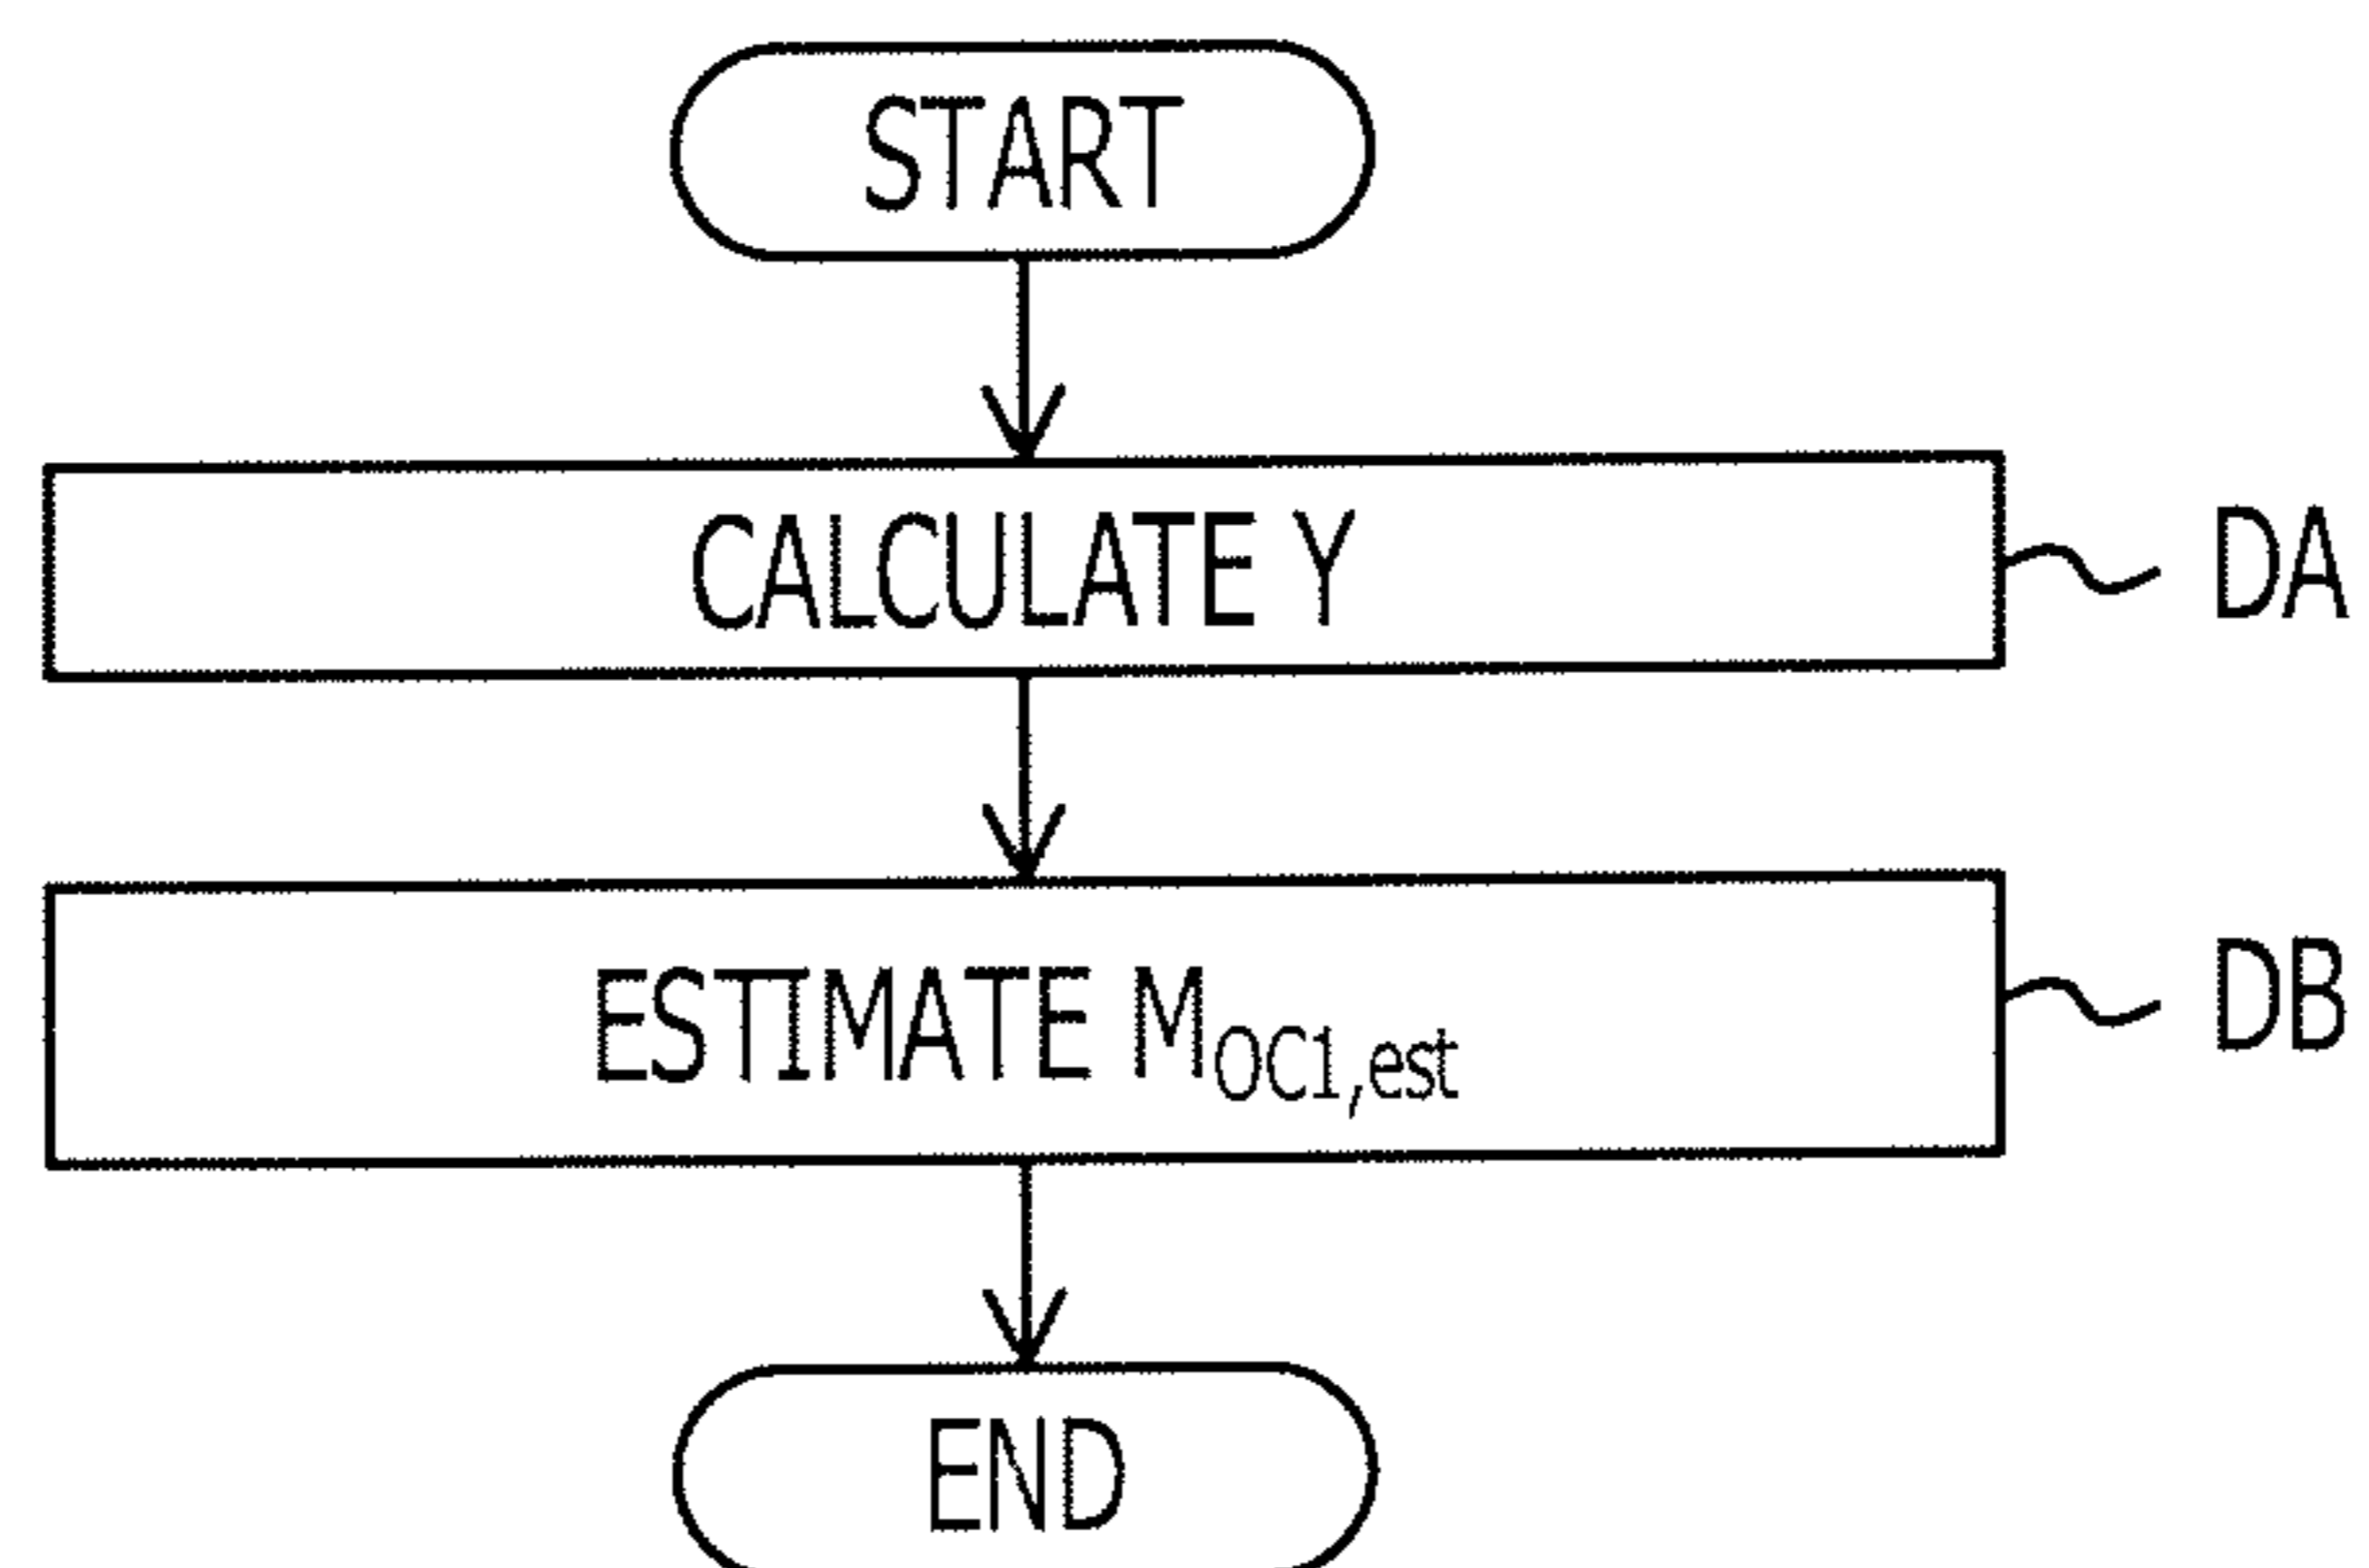 START
CALCULATE Y
DA
ESTIMATE M_OC1,est
DB
END